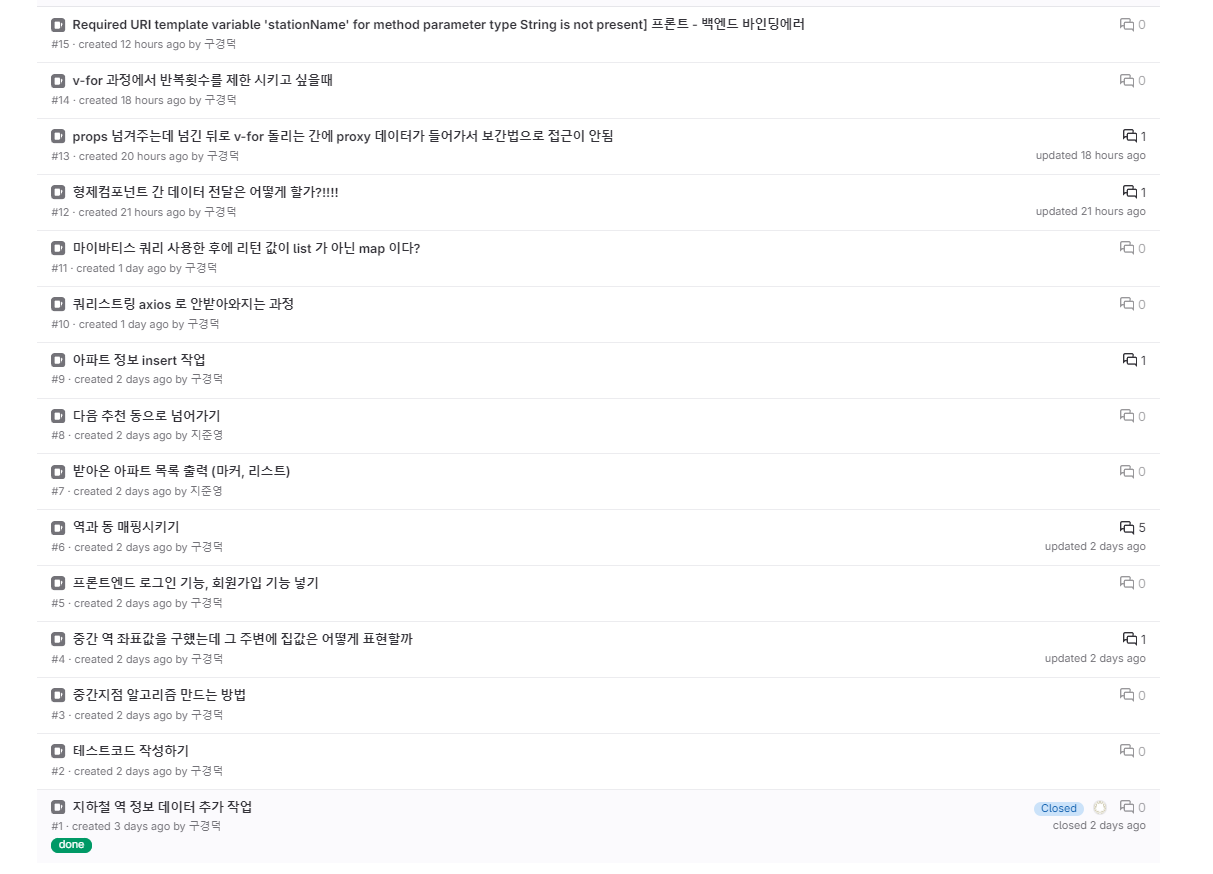 Required URI template variable 'stationName' for method parameter type String is not present] 프론트 - 백엔드 바인딩에러 0
#15 · created 12 hours ago by 구경덕
v-for 과정에서 반복횟수를 제한 시키고 싶을때 0
#14 · created 18 hours ago by 구경덕
props 넘겨주는데 넘긴 뒤로 v-for 돌리는 간에 proxy 데이터가 들어가서 보간법으로 접근이 안됨 1
#13 · created 20 hours ago by 구경덕 updated 18 hours ago
형제컴포넌트 간 데이터 전달은 어떻게 할가?!!!! 1
#12 · created 21 hours ago by 구경덕 updated 21 hours ago
마이바티스 쿼리 사용한 후에 리턴 값이 list 가 아닌 map 이다? 0
#11 · created 1 day ago by 구경덕
쿼리스트링 axios 로 안받아와지는 과정 0
#10 · created 1 day ago by 구경덕
아파트 정보 insert 작업 1
#9 · created 2 days ago by 구경덕
다음 추천 동으로 넘어가기 0
#8 · created 2 days ago by 지준영
받아온 아파트 목록 출력 (마커, 리스트) 0
#7 · created 2 days ago by 지준영
역과 동 매핑시키기 5
#6 · created 2 days ago by 구경덕 updated 2 days ago
프론트엔드 로그인 기능, 회원가입 기능 넣기 0
#5 · created 2 days ago by 구경덕
중간 역 좌표값을 구했는데 그 주변에 집값은 어떻게 표현할까 1
#4 · created 2 days ago by 구경덕 updated 2 days ago
중간지점 알고리즘 만드는 방법 0
#3 · created 2 days ago by 구경덕
테스트코드 작성하기 0
#2 · created 2 days ago by 구경덕
지하철 역 정보 데이터 추가 작업 Closed 0
#1 · created 3 days ago by 구경덕 closed 2 days ago
done